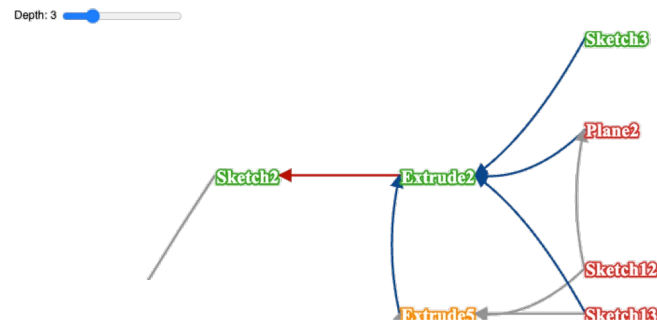 Depth: 3
Sketch3
Plane2
Sketch2
Extrude2
Sketch12
Extrude5
Sketch13